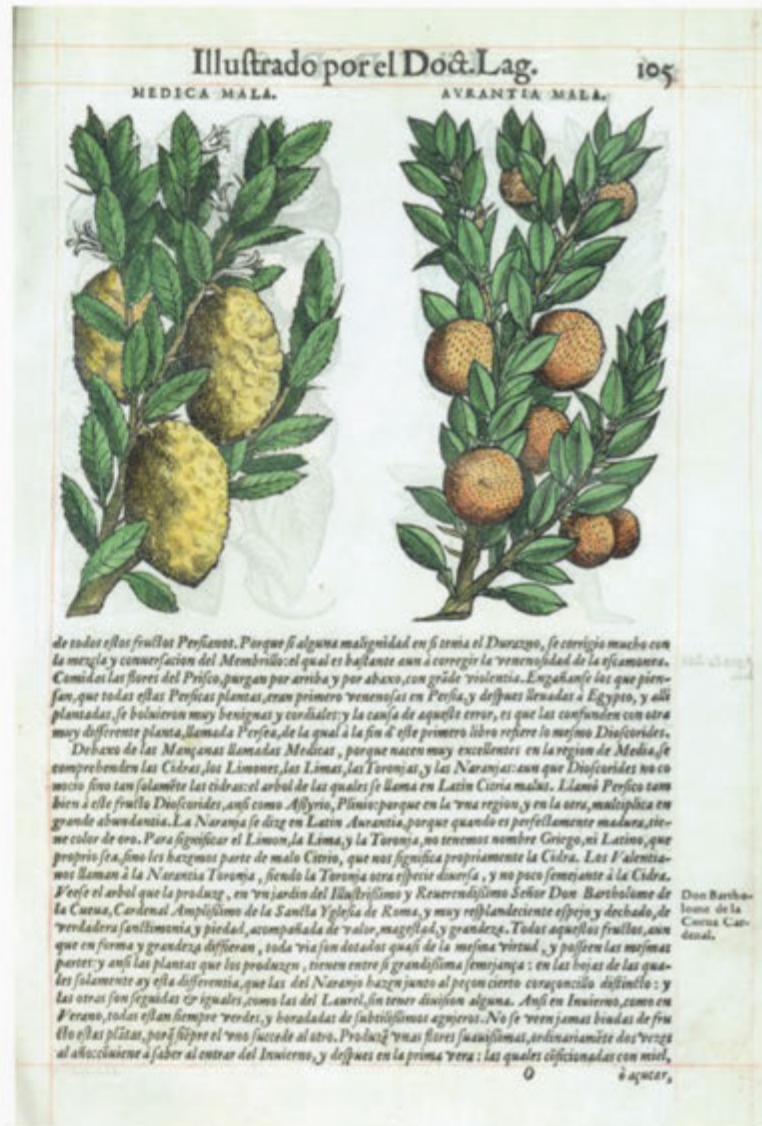 Illuſtrado por el Doct. Lag. 105
MEDICA MALA. AVRANTIA MALA.
de todos eſtos fructos Perſianos. Porque ſi alguna malignidad en ſi tenia el Durazno, ſe corrigio mucho con
la mezcla y conuerſacion del Membrillo: el qual es baſtante aun à corregir la venenoſidad de la eſcamonea.
Comidas las flores del Priſco, purgan por arriba y por abaxo, con grãde violentia. Engañanſe los que pien-
ſan, que todas eſtas Perſicas plantas, eran primero venenoſas en Perſia, y deſpues lleuadas à Egypto, y alli
plantadas, ſe boluieron muy benignas y cordiales: y la cauſa de aqueſte error, es que las confunden con otra
muy differente planta, llamada Perſea, de la qual à la fin d'eſte primero libro refiere lo meſmo Dioſcorides.
Debaxo de las Mançanas llamadas Medicas, porque nacen muy excellentes en la region de Media, ſe
comprehenden las Cidras, los Limones, las Limas, las Toronjas, y las Naranjas: aun que Dioſcorides no co
nocio ſino tan ſolamẽte las cidras: el arbol de las quales ſe llama en Latin Citria malus. Llamò Perſico tam
bien à eſte fructo Dioſcorides, anſi como Aſſyrio, Plinio: porque en la vna region, y en la otra, multiplica en
grande abundantia. La Naranja ſe dize en Latin Aurantia, porque quando es perfectamente madura, tie-
ne color de oro. Para ſignificar el Limon, la Lima, y la Toronja, no tenemos nombre Griego, ni Latino, que
proprio ſea, ſino les hazemos parte de malo Citrio, que nos ſignifica propriamente la Cidra. Los Valentia-
nos llaman à la Narantia Toronja, ſiendo la Toronja otra eſpecie diuerſa, y no poco ſemejante à la Cidra.
Veeſe el arbol que la produze, en vn jardin del Illuſtriſſimo y Reuerendiſſimo Señor Don Bartholome de
la Cueua, Cardenal Ampliſſimo de la Sancta Ygleſia de Roma, y muy reſplandeciente eſpejo y dechado, de
verdadera ſanctimonia y piedad, acompañada de valor, mageſtad, y grandeza. Todos aqueſtos fructos, aun
que en forma y grandeza diffieran, toda via ſon dotados quaſi de la meſma virtud, y poſſeen las meſmas
partes: y anſi las plantas que los produzen, tienen entre ſi grandiſſima ſemejança: en las hojas de las qua-
les ſolamente ay eſta differentia, que las del Naranjo hazen junto al peçon cierto coraçonzillo diſtincto: y
las otras ſon ſeguidas & iguales, como las del Laurel, ſin tener diuiſion alguna. Anſi en Inuierno, como en
Verano, todas eſtan ſiempre verdes, y horadadas de ſubtiliſſimos agujeros. No ſe veen jamas biudas de fru
cto eſtas plãtas, porq̃ ſiẽpre el vno ſuccede al otro. Produzẽ vnas flores ſuauiſſimas, ordinariamẽte dos vezes
al año: cõuiene à ſaber al entrar del Inuierno, y deſpues en la prima vera: las quales cõficionadas con miel,
O ò açucar,
Don Bartho-
lome de la
Cueua Car-
denal.